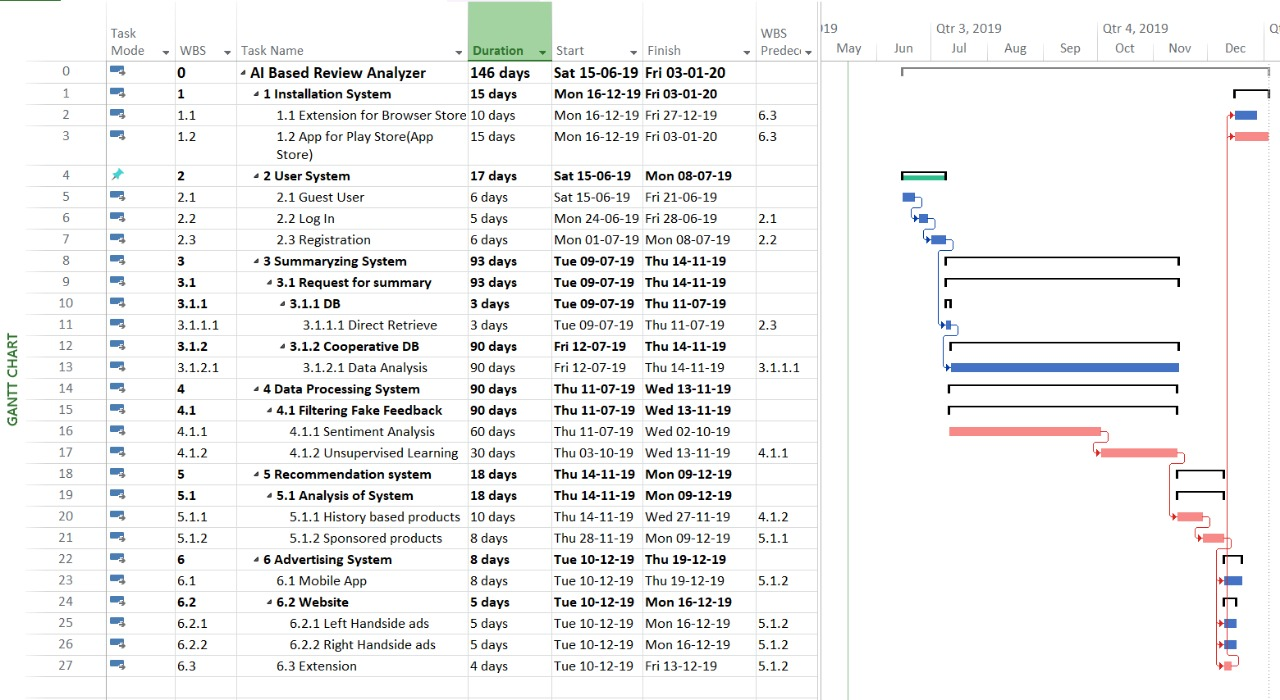 Task Mode WBS Task Name Duration Start Finish WBS Predec
19 Qtr 3, 2019 Qtr 4, 2019 Qt
May Jun Jul Aug Sep Oct Nov Dec
0 0 AI Based Review Analyzer 146 days Sat 15-06-19 Fri 03-01-20
1 1 1 Installation System 15 days Mon 16-12-19 Fri 03-01-20
2 1.1 1.1 Extension for Browser Store 10 days Mon 16-12-19 Fri 27-12-19 6.3
3 1.2 1.2 App for Play Store(App Store) 15 days Mon 16-12-19 Fri 03-01-20 6.3
4 2 2 User System 17 days Sat 15-06-19 Mon 08-07-19
5 2.1 2.1 Guest User 6 days Sat 15-06-19 Fri 21-06-19
6 2.2 2.2 Log In 5 days Mon 24-06-19 Fri 28-06-19 2.1
7 2.3 2.3 Registration 6 days Mon 01-07-19 Mon 08-07-19 2.2
8 3 3 Summaryzing System 93 days Tue 09-07-19 Thu 14-11-19
9 3.1 3.1 Request for summary 93 days Tue 09-07-19 Thu 14-11-19
10 3.1.1 3.1.1 DB 3 days Tue 09-07-19 Thu 11-07-19
11 3.1.1.1 3.1.1.1 Direct Retrieve 3 days Tue 09-07-19 Thu 11-07-19 2.3
12 3.1.2 3.1.2 Cooperative DB 90 days Fri 12-07-19 Thu 14-11-19
13 3.1.2.1 3.1.2.1 Data Analysis 90 days Fri 12-07-19 Thu 14-11-19 3.1.1.1
14 4 4 Data Processing System 90 days Thu 11-07-19 Wed 13-11-19
15 4.1 4.1 Filtering Fake Feedback 90 days Thu 11-07-19 Wed 13-11-19
16 4.1.1 4.1.1 Sentiment Analysis 60 days Thu 11-07-19 Wed 02-10-19
17 4.1.2 4.1.2 Unsupervised Learning 30 days Thu 03-10-19 Wed 13-11-19 4.1.1
18 5 5 Recommendation system 18 days Thu 14-11-19 Mon 09-12-19
19 5.1 5.1 Analysis of System 18 days Thu 14-11-19 Mon 09-12-19
20 5.1.1 5.1.1 History based products 10 days Thu 14-11-19 Wed 27-11-19 4.1.2
21 5.1.2 5.1.2 Sponsored products 8 days Thu 28-11-19 Mon 09-12-19 5.1.1
22 6 6 Advertising System 8 days Tue 10-12-19 Thu 19-12-19
23 6.1 6.1 Mobile App 8 days Tue 10-12-19 Thu 19-12-19 5.1.2
24 6.2 6.2 Website 5 days Tue 10-12-19 Mon 16-12-19
25 6.2.1 6.2.1 Left Handside ads 5 days Tue 10-12-19 Mon 16-12-19 5.1.2
26 6.2.2 6.2.2 Right Handside ads 5 days Tue 10-12-19 Mon 16-12-19 5.1.2
27 6.3 6.3 Extension 4 days Tue 10-12-19 Fri 13-12-19 5.1.2
GANTT CHART